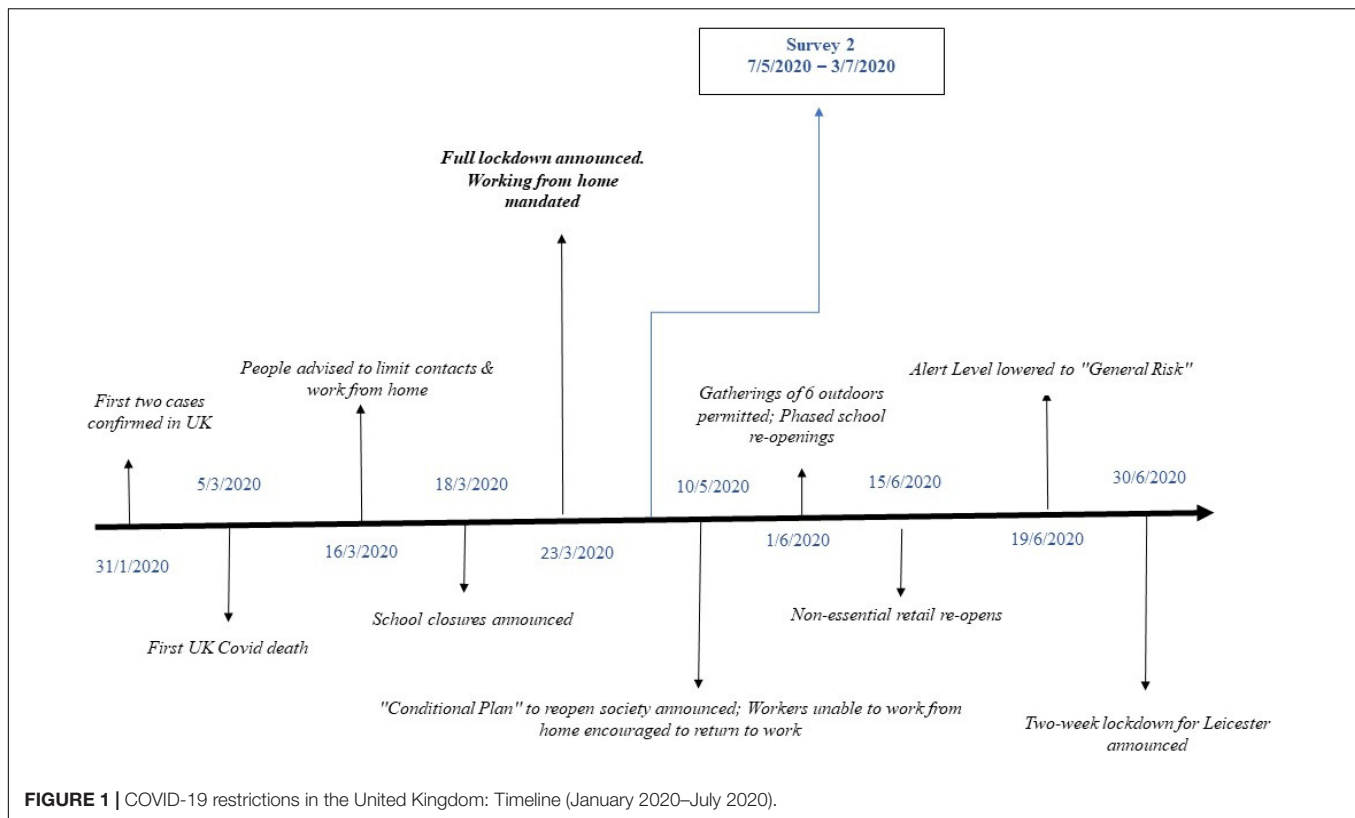 Survey 2
7/5/2020 – 3/7/2020
Full lockdown announced.
Working from home
mandated
People advised to limit contacts &
work from home
First two cases
confirmed in UK
Alert Level lowered to "General Risk"
Gatherings of 6 outdoors
permitted; Phased school
re-openings
5/3/2020
18/3/2020
10/5/2020
15/6/2020
30/6/2020
31/1/2020
16/3/2020
23/3/2020
1/6/2020
19/6/2020
First UK Covid death
School closures announced
Non-essential retail re-opens
"Conditional Plan" to reopen society announced; Workers unable to work from
home encouraged to return to work
Two-week lockdown for Leicester
announced
FIGURE 1 | COVID-19 restrictions in the United Kingdom: Timeline (January 2020–July 2020).